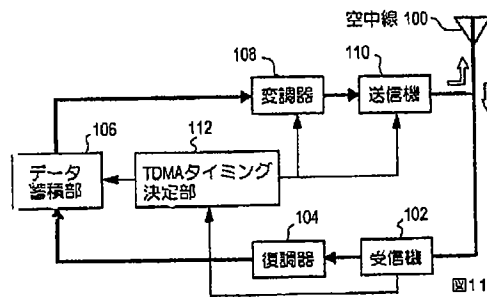 空中線 100
108
110
変調器
送信機
106
112
データ
蓄積部
TDMAタイミング
決定部
104
102
復調器
受信機
図11